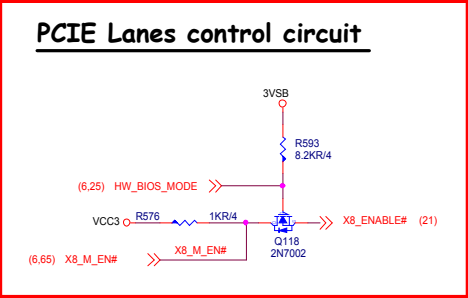 PCIE Lanes control circuit
3VSB
R593
8.2KR/4
(6,25) HW_BIOS_MODE
VCC3 R576 1KR/4
X8_ENABLE# (21)
Q118
2N7002
(6,65) X8_M_EN# X8_M_EN#